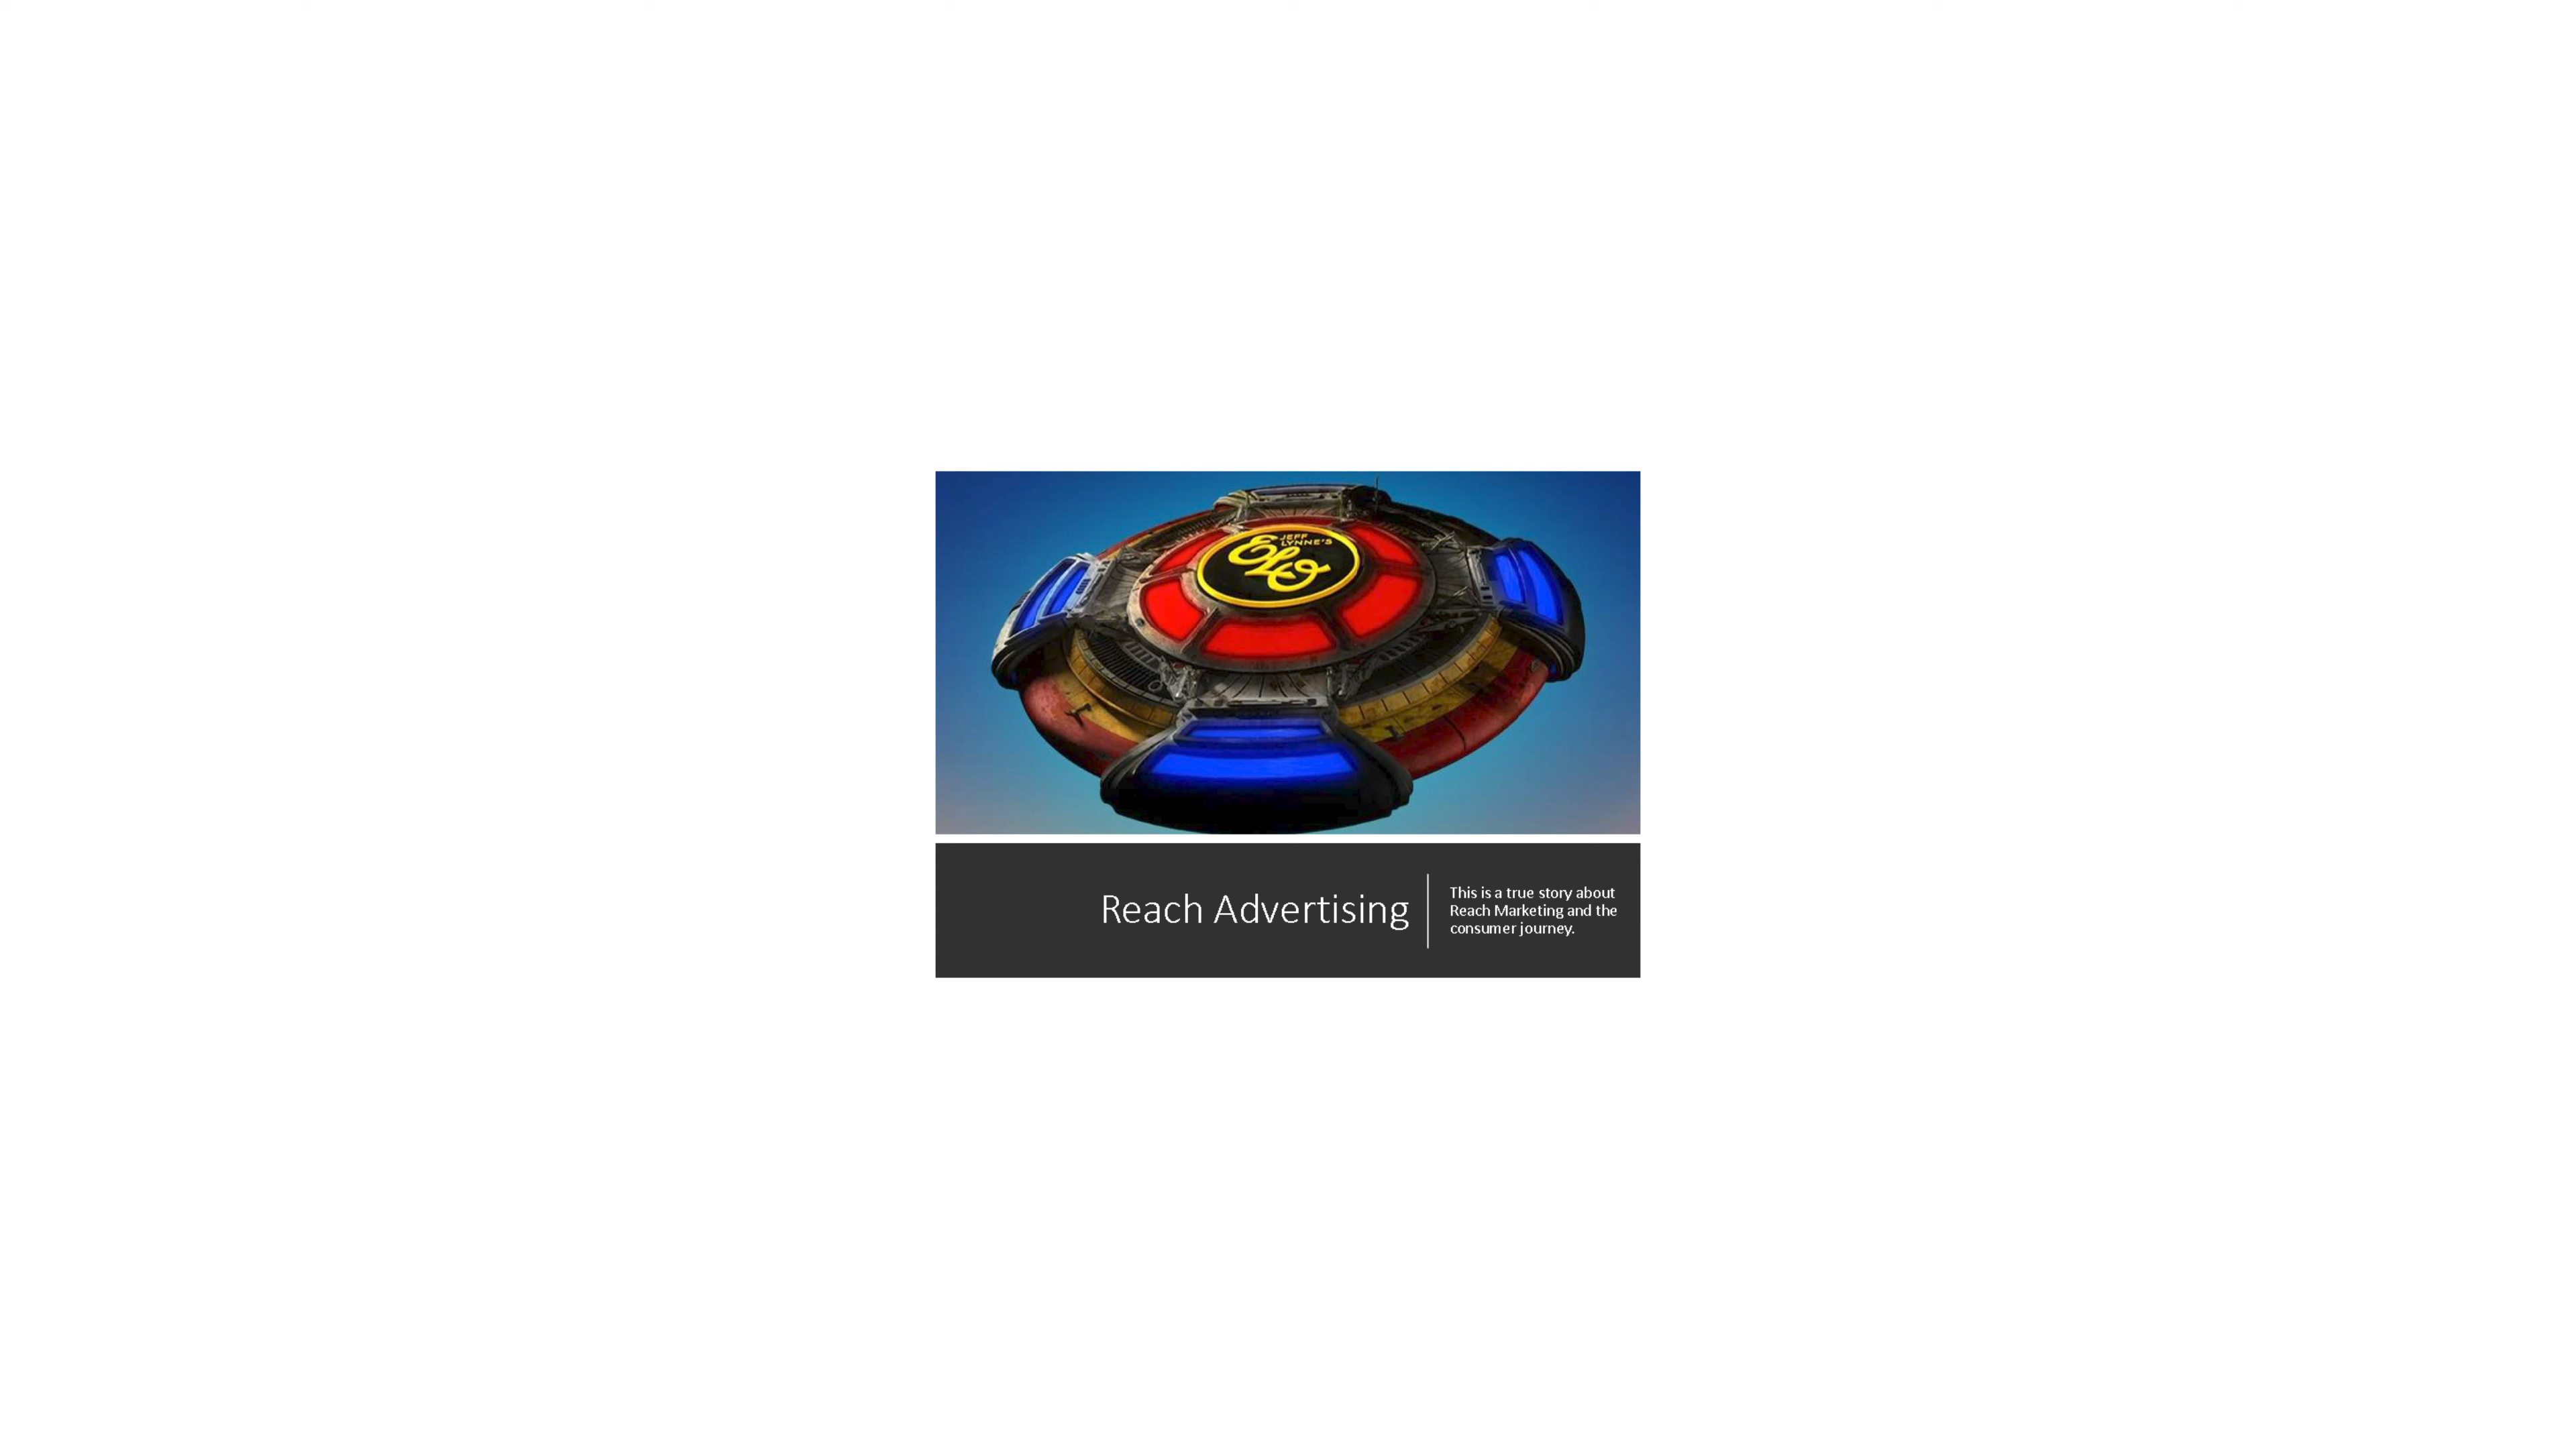 JEFF
LYNNE'S
ELO
Reach Advertising
This is a true story about
Reach Marketing and the
consumer journey.